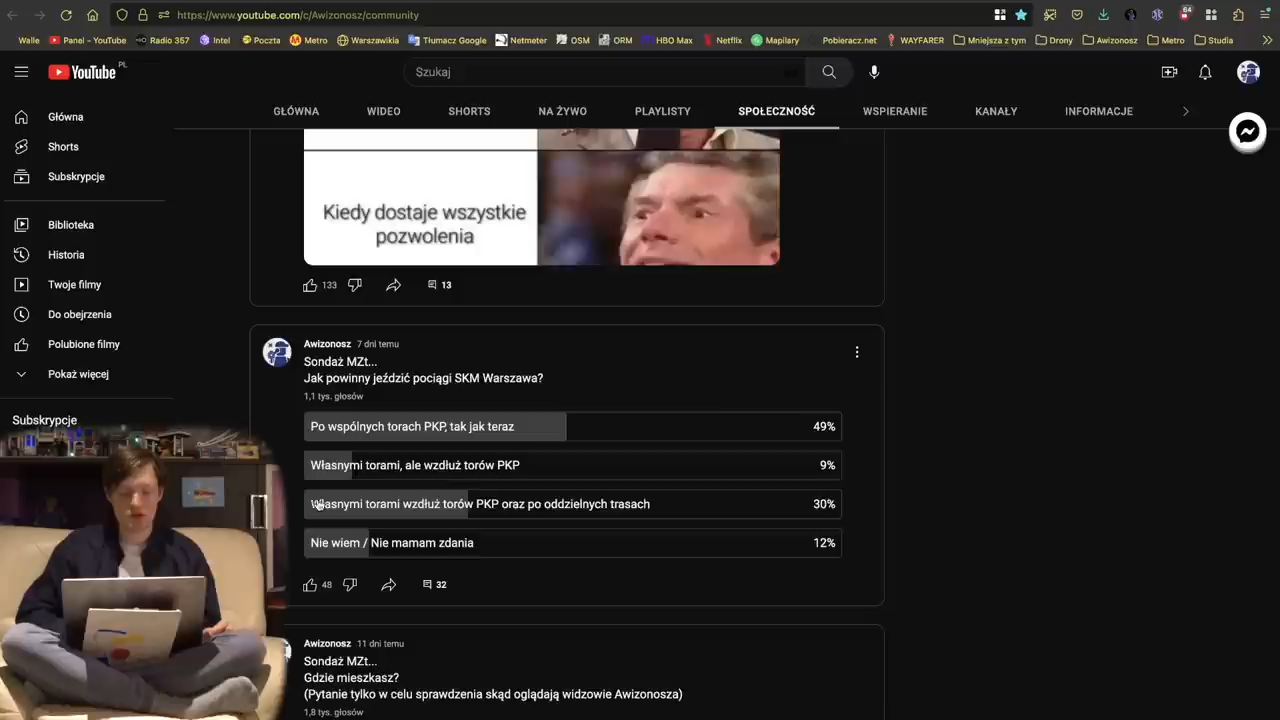 https://www.youtube.com/c/Awizonosz/community
64
Walle Panel – YouTube Radio 357 Intel Poczta Metro Warszawikia Tłumacz Google Netmeter OSM ORM HBO Max Netflix Mapilary Pobieracz.net WAYFARER Mniejsza z tym Drony Awizonosz Metro Studia
YouTube PL
Szukaj
GŁÓWNA WIDEO SHORTS NA ŻYWO PLAYLISTY SPOŁECZNOŚĆ WSPIERANIE KANAŁY INFORMACJE
Główna
Shorts
Subskrypcje
Biblioteka
Historia
Twoje filmy
Do obejrzenia
Polubione filmy
Pokaż więcej
Subskrypcje
Kiedy dostaje wszystkie
pozwolenia
133 13
Awizonosz 7 dni temu
Sondaż MZt...
Jak powinny jeździć pociągi SKM Warszawa?
1,1 tys. głosów
Po wspólnych torach PKP, tak jak teraz 49%
Własnymi torami, ale wzdłuż torów PKP 9%
Własnymi torami wzdłuż torów PKP oraz po oddzielnych trasach 30%
Nie wiem / Nie mamam zdania 12%
48 32
Awizonosz 11 dni temu
Sondaż MZt...
Gdzie mieszkasz?
(Pytanie tylko w celu sprawdzenia skąd oglądają widzowie Awizonosza)
1,8 tys. głosów